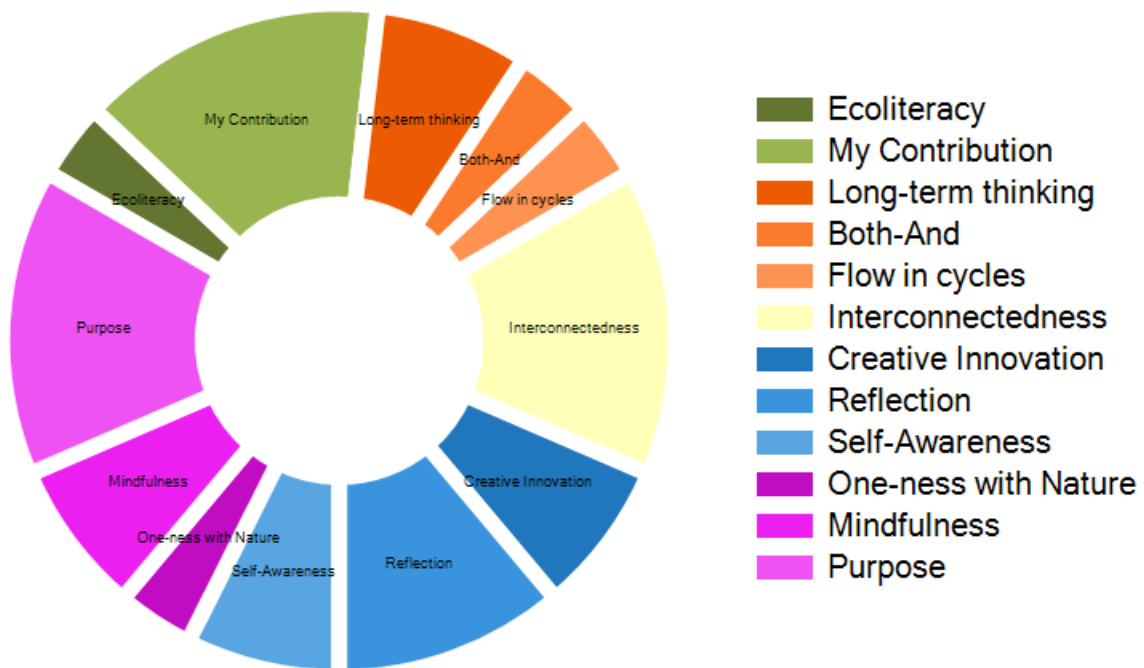 My Contribution
Long-term thinking
Both-And
Ecoliteracy
Flow in cycles
Purpose
Interconnectedness
Mindfulness
Creative Innovation
One-ness with Nature
Self-Awareness
Reflection
Ecoliteracy
My Contribution
Long-term thinking
Both-And
Flow in cycles
Interconnectedness
Creative Innovation
Reflection
Self-Awareness
One-ness with Nature
Mindfulness
Purpose